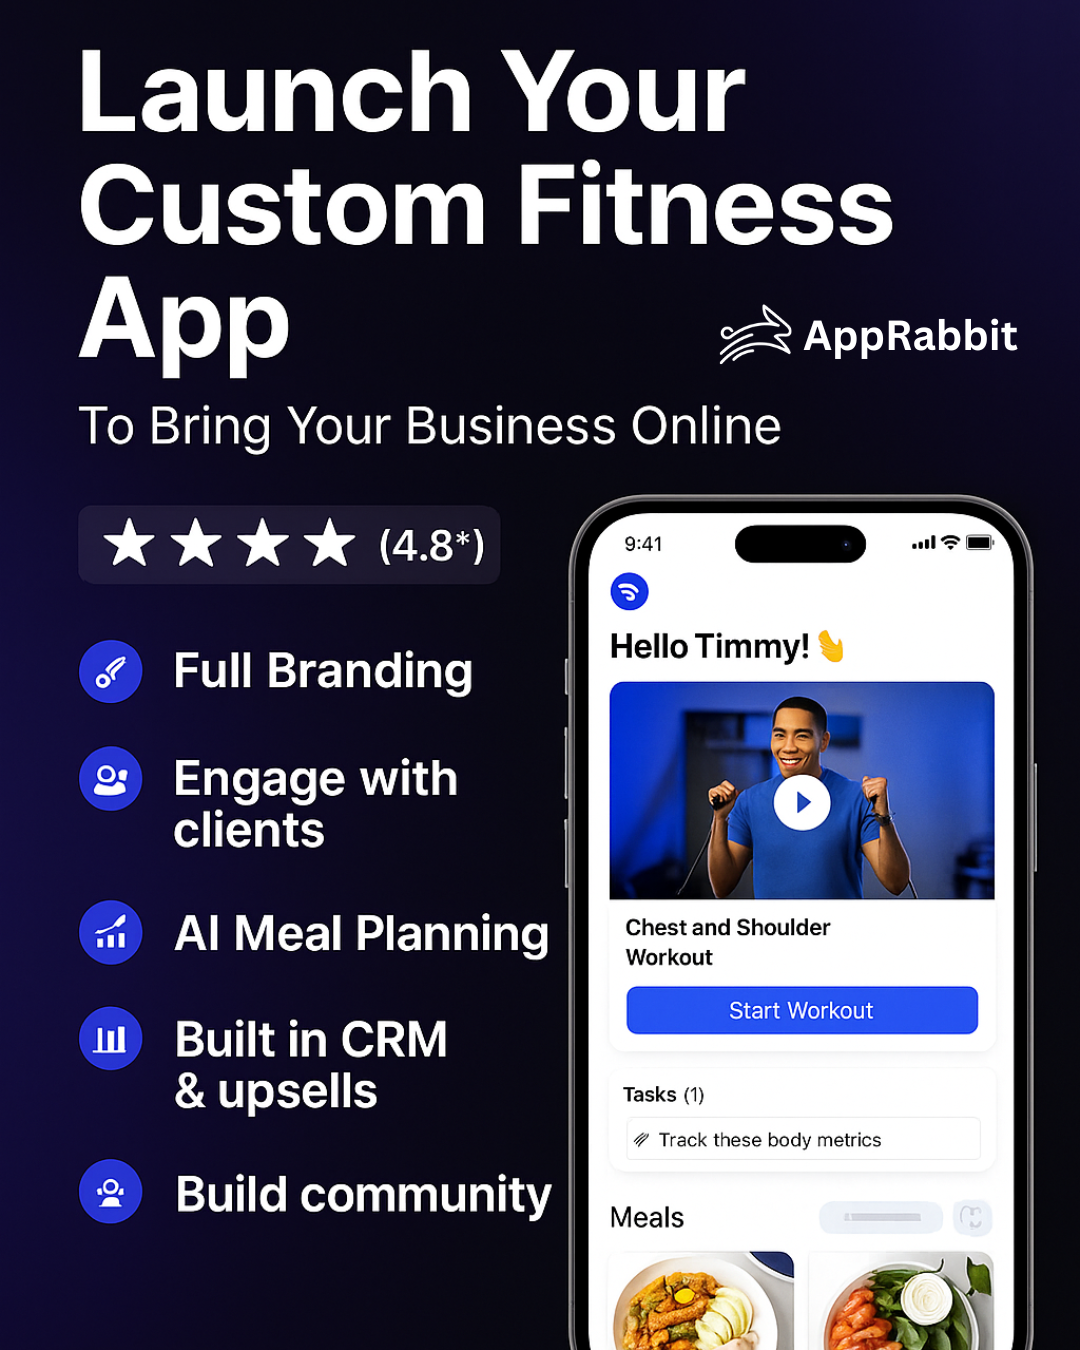 Launch Your
Custom Fitness
App
AppRabbit
To Bring Your Business Online
(4.8*)
Full Branding
Engage with
clients
AI Meal Planning
Built in CRM
& upsells
Build community
9:41
Hello Timmy!
Chest and Shoulder
Workout
Start Workout
Tasks (1)
Track these body metrics
Meals